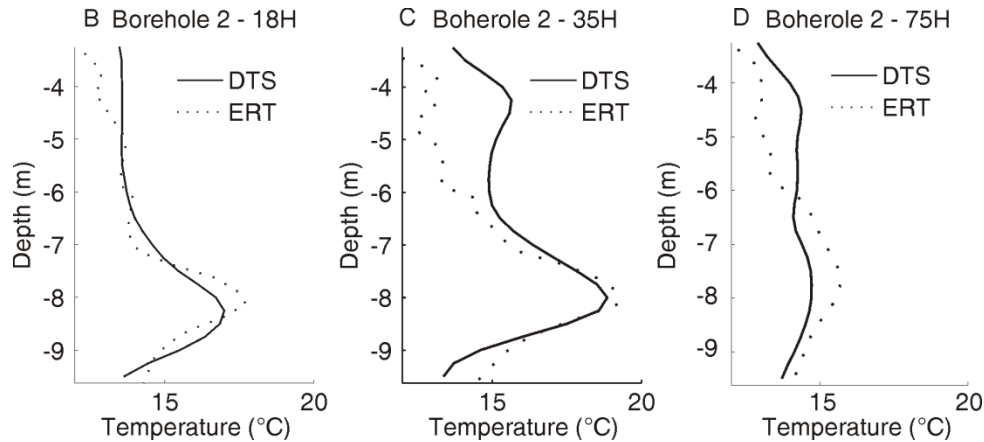 B Borehole 2 - 18H
-4
-5
-6
-7
-8
-9
Depth (m)
DTS
ERT
15
20
Temperature (°C)
C Boherole 2 - 35H
-4
-5
-6
-7
-8
-9
Depth (m)
DTS
ERT
15
20
Temperature (°C)
D Boherole 2 - 75H
-4
-5
-6
-7
-8
-9
Depth (m)
DTS
ERT
15
20
Temperature (°C)